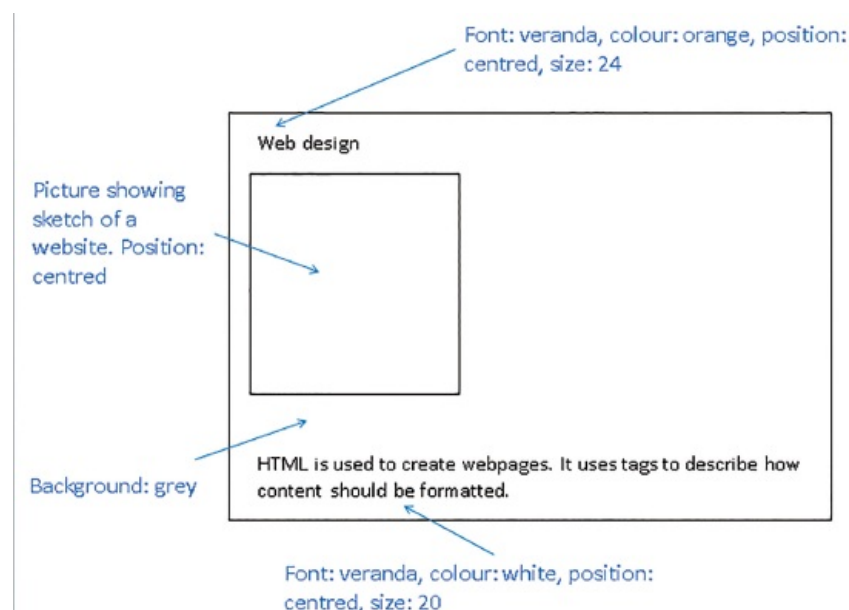 Font: veranda, colour: orange, position:
centred, size: 24
Web design
Picture showing
sketch of a
website. Position:
centred
HTML is used to create webpages. It uses tags to describe how
content should be formatted.
Background: grey
Font: veranda, colour: white, position:
centred, size: 20